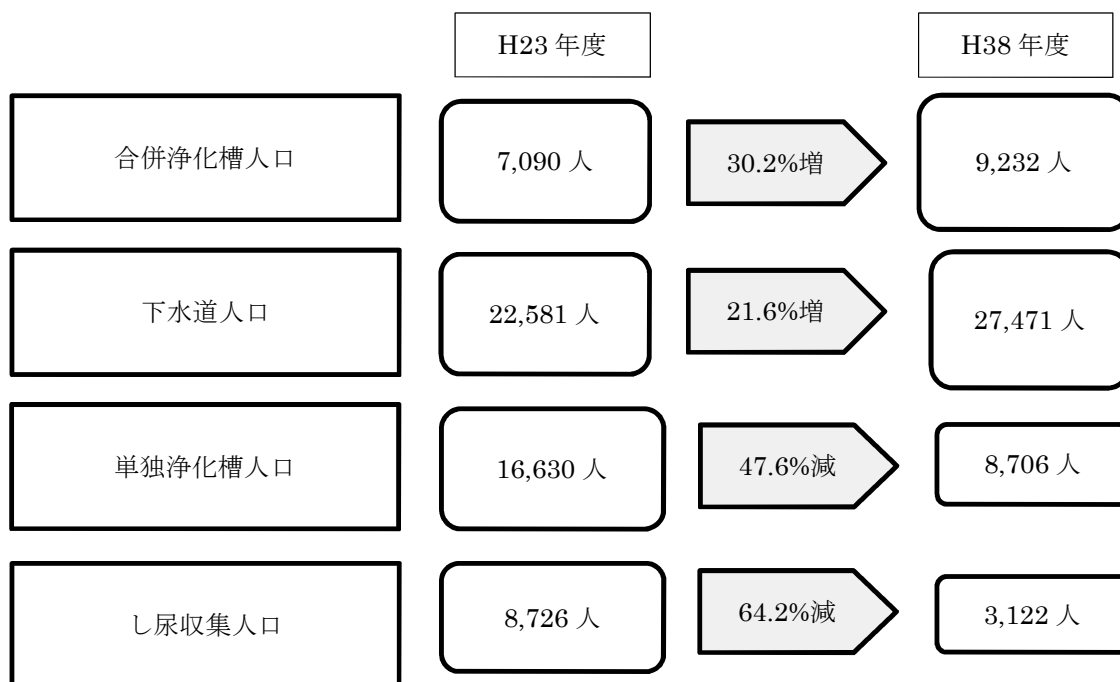 H23 年度
H38 年度
合併浄化槽人口
7,090 人
30.2%増
9,232 人
下水道人口
22,581 人
21.6%増
27,471 人
単独浄化槽人口
16,630 人
47.6%減
8,706 人
し尿収集人口
8,726 人
64.2%減
3,122 人